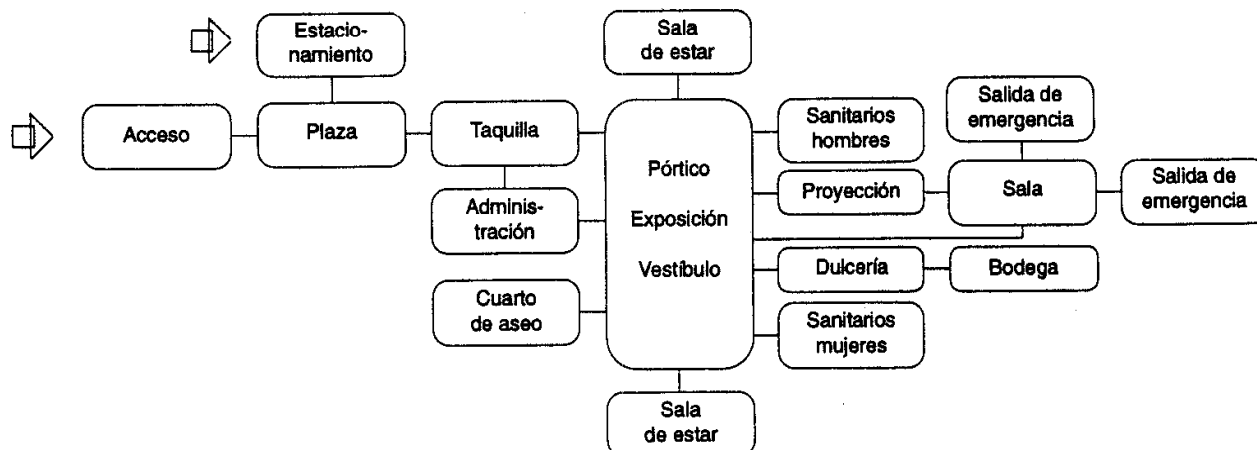 Estacio-
namiento
Sala
de estar
Acceso
Plaza
Taquilla
Adminis-
tración
Cuarto
de aseo
Pórtico
Exposición
Vestíbulo
Sanitarios
hombres
Proyección
Dulcería
Sanitarios
mujeres
Salida de
emergencia
Sala
Salida de
emergencia
Bodega
Sala
de estar